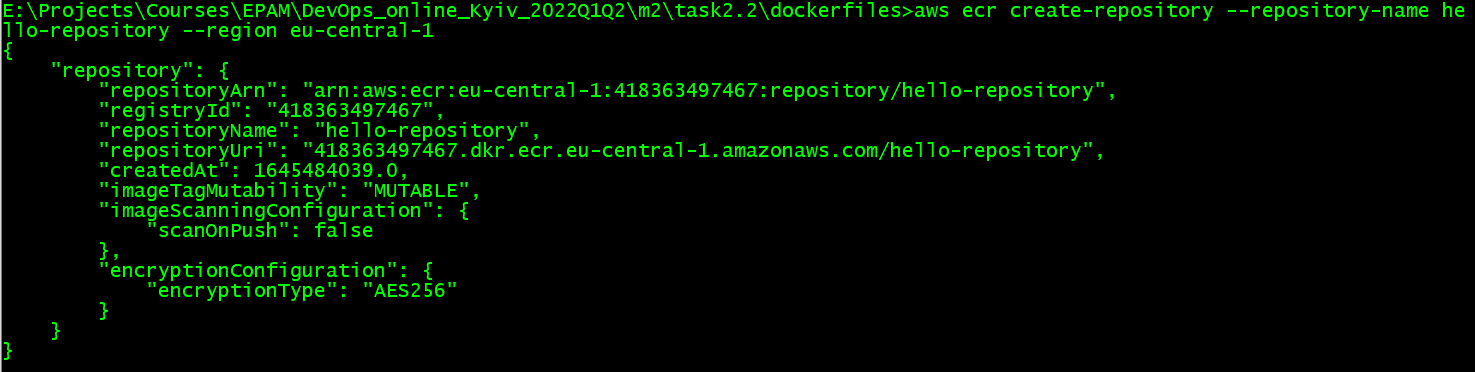 E:\Projects\Courses\EPAM\DevOps_online_Kyiv_2022Q1Q2\m2\task2.2\dockerfiles>aws ecr create-repository --repository-name he
llo-repository --region eu-central-1
{
    "repository": {
        "repositoryArn": "arn:aws:ecr:eu-central-1:418363497467:repository/hello-repository",
        "registryId": "418363497467",
        "repositoryName": "hello-repository",
        "repositoryUri": "418363497467.dkr.ecr.eu-central-1.amazonaws.com/hello-repository",
        "createdAt": 1645484039.0,
        "imageTagMutability": "MUTABLE",
        "imageScanningConfiguration": {
            "scanOnPush": false
        },
        "encryptionConfiguration": {
            "encryptionType": "AES256"
        }
    }
}